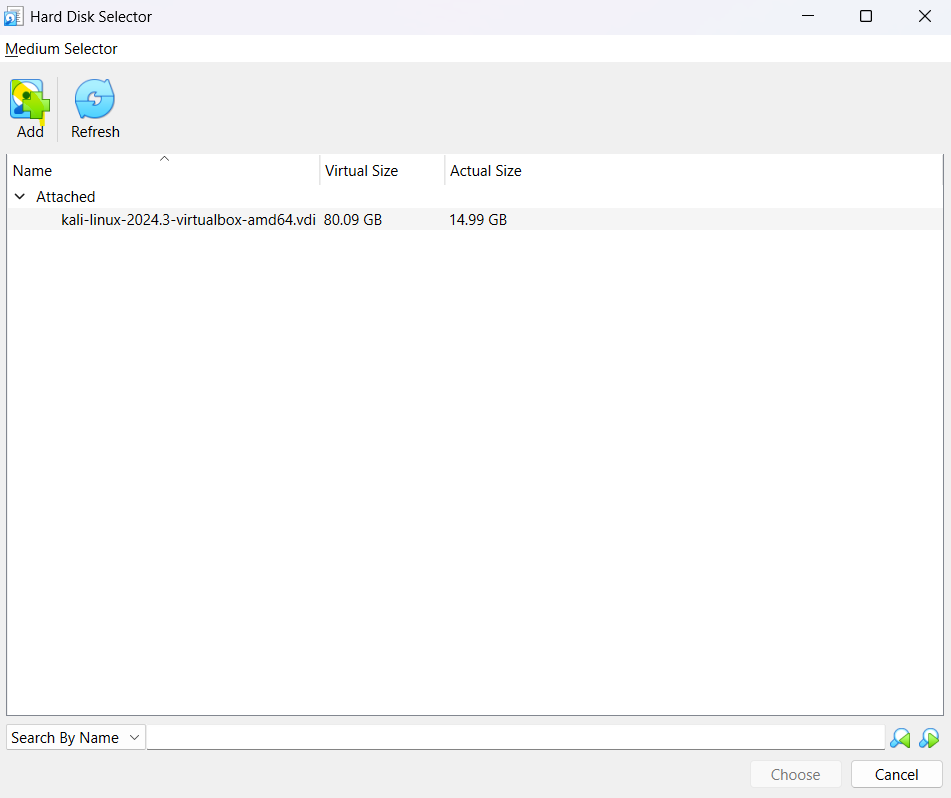 Hard Disk Selector
Medium Selector
Add Refresh
Name Virtual Size Actual Size
Attached
kali-linux-2024.3-virtualbox-amd64.vdi 80.09 GB 14.99 GB
Search By Name
Choose Cancel